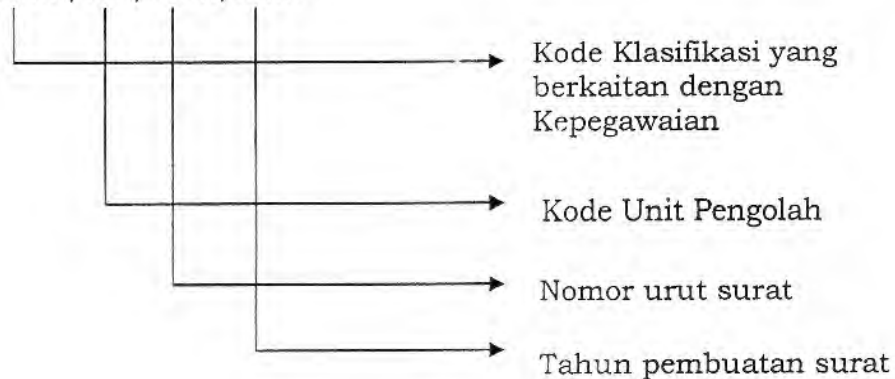 Kode Klasifikasi yang
berkaitan dengan
Kepegawaian
Kode Unit Pengolah
Nomor urut surat
Tahun pembuatan surat